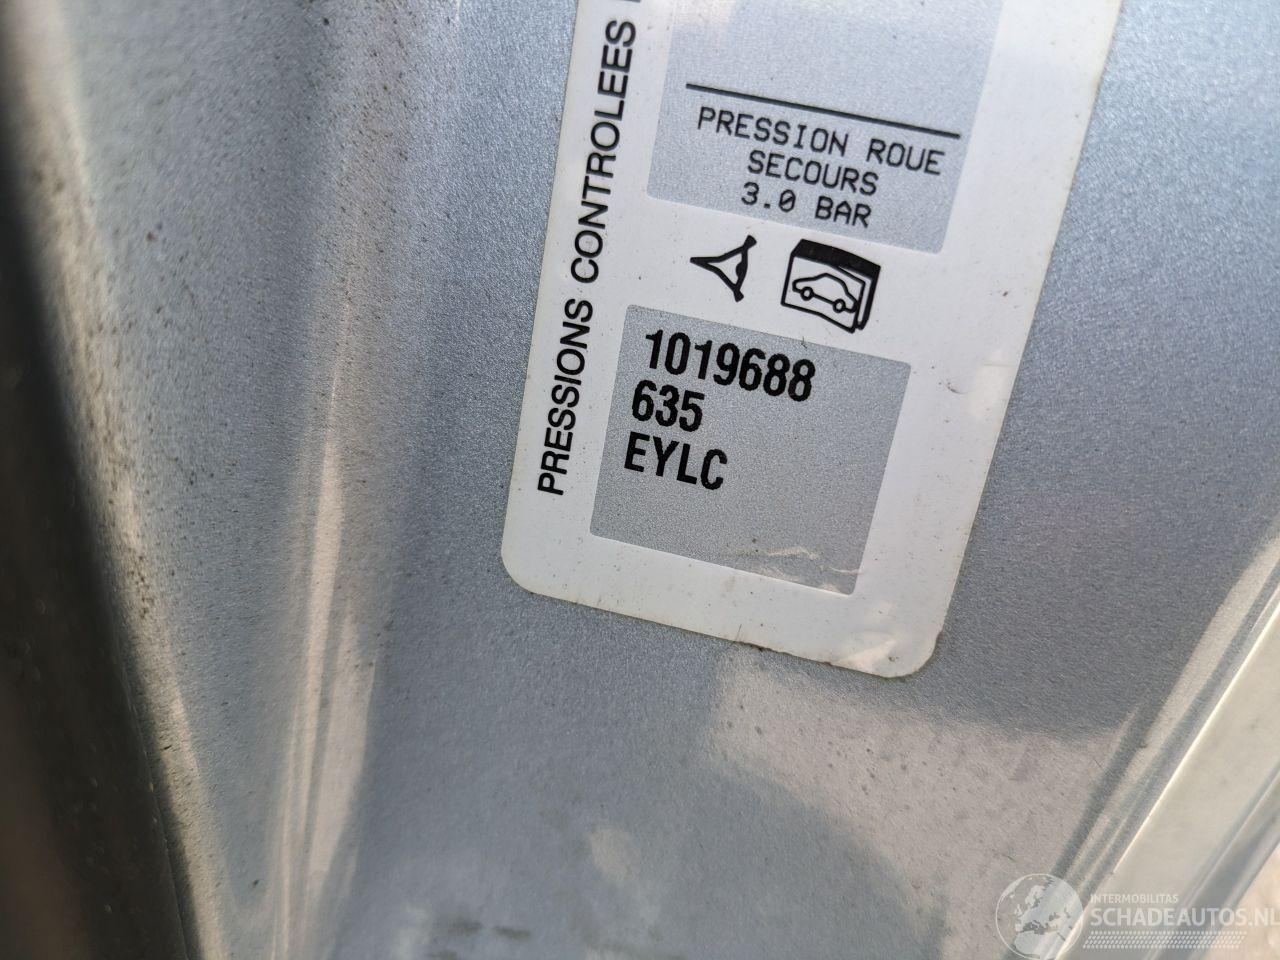 PRESSIONS CONTROLEES
PRESSION ROUE
SECOURS
3.0 BAR
1019688
635
EYLC
INTERMOBILITAS
SCHADEAUTOS.NL